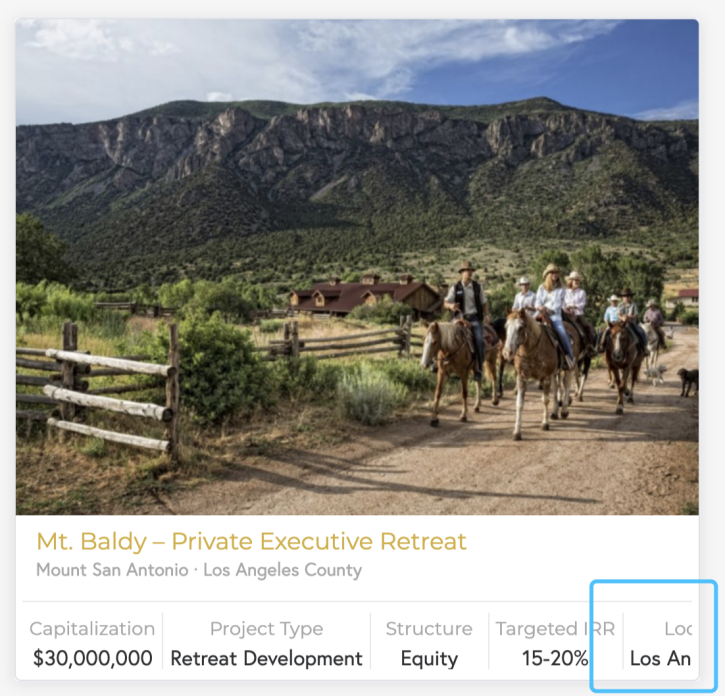 Mt. Baldy – Private Executive Retreat
Mount San Antonio · Los Angeles County
Capitalization Project Type Structure Targeted IRR Loc
$30,000,000 Retreat Development Equity 15-20% Los An